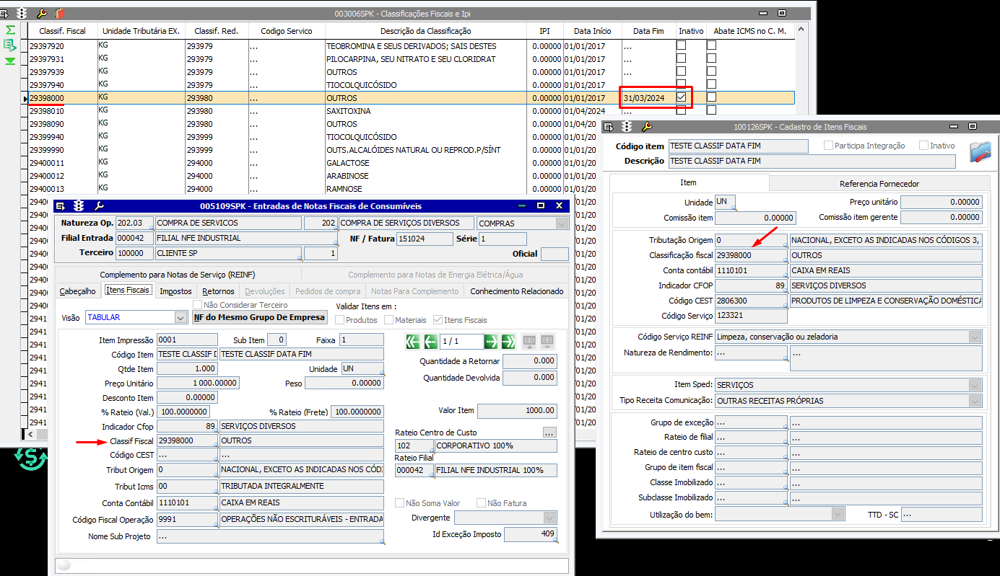 003006SPK - Classificações Fiscais e Ipi
Classif. Fiscal Unidade Tributária EX. Classif. Red. Codigo Servico Descrição da Classificação IPI Data Início Data Fim Inativo Abate ICMS no C. M.
29397920 KG 293979 ... TEOBROMINA E SEUS DERIVADOS; SAIS DESTES 0.00000 01/01/2017 ...
29397931 KG 293979 ... PILOCARPINA, SEU NITRATO E SEU CLORIDRAT 0.00000 01/01/2017 ...
29397939 KG 293979 ... OUTROS 0.00000 01/01/2017 ...
29397940 KG 293979 ... TIOCOLQUICÓSIDO 0.00000 01/01/2017 ...
29398000 KG 293980 ... OUTROS 0.00000 01/01/2017 31/03/2024
29398010 KG 293980 ... SAXITOXINA 0.00000 01/04/2024 ...
29398090 KG 293980 ... OUTROS 0.00000 01/04/20
29399940 KG 293999 ... TIOCOLQUICÓSIDO 0.00000 01/01/20
29399990 KG 293999 ... OUTS.ALCALÓIDES NATURAL OU REPROD.P/SÍNT 0.00000 01/01/20
29400011 KG 294000 ... GALACTOSE 0.00000 01/01/20
29400012 KG 294000 ... ARABINOSE 0.00000 01/01/20
29400013 KG 294000 ... RAMNOSE 0.00000 01/01/20
005109SPK - Entradas de Notas Fiscais de Consumíveis
Natureza Op. 202.03 COMPRA DE SERVICOS 202 COMPRA DE SERVIÇOS DIVERSOS COMPRAS
Filial Entrada 000042 FILIAL NFE INDUSTRIAL NF / Fatura 151024 Série 1
Terceiro 100000 CLIENTE SP 1 Oficial
Complemento para Notas de Serviço (REINF) Complemento para Notas de Energia Elétrica/Água
Cabeçalho Itens Fiscais Impostos Retornos Devoluções Pedidos de compra Notas Para Complemento Conhecimento Relacionado
Não Considerar Terceiro Validar Itens em :
Visão TABULAR NF do Mesmo Grupo De Empresa Produtos Materiais Itens Fiscais
Item Impressão 0001 Sub Item 0 Faixa 1 1 / 1
Código Item TESTE CLASSIF D TESTE CLASSIF DATA FIM Quantidade a Retornar 0.000
Qtde Item 1.000 Unidade UN
Quantidade Devolvida 0.000
Preço Unitário 1 000.00000 Peso 0.00000
Desconto Item 0.00000
% Rateio (Val.) 100.0000000 % Rateio (Frete) 100.0000000 Valor Item 1000.00
Indicador Cfop 89 SERVIÇOS DIVERSOS
Rateio Centro de Custo ...
Classif Fiscal 29398000 OUTROS
102 CORPORATIVO 100%
Código CEST ... ...
Rateio Filial
Tribut Origem 0 NACIONAL, EXCETO AS INDICADAS NOS CÓDI
000042 FILIAL NFE INDUSTRIAL 100%
Tribut Icms 00 TRIBUTADA INTEGRALMENTE
Conta Contábil 1110101 CAIXA EM REAIS Não Soma Valor Não Fatura
Código Fiscal Operação 9991 OPERAÇÕES NÃO ESCRITURÁVEIS - ENTRADA Divergente
Nome Sub Projeto ... Id Exceção Imposto 409
100126SPK - Cadastro de Itens Fiscais
Código item TESTE CLASSIF DATA FIM Participa Integração Inativo
Descrição TESTE CLASSIF DATA FIM
Item Referencia Fornecedor
Unidade UN Preço unitário 0.00000
Comissão item 0.00000 Comissão item gerente 0.00000
Tributação Origem 0 NACIONAL, EXCETO AS INDICADAS NOS CÓDIGOS 3,
Classificação fiscal 29398000 OUTROS
Conta contábil 1110101 CAIXA EM REAIS
Indicador CFOP 89 SERVIÇOS DIVERSOS
Código CEST 2806300 PRODUTOS DE LIMPEZA E CONSERVAÇÃO DOMÉSTICA
Código Serviço 123321
Código Serviço REINF Limpeza, conservação ou zeladoria
Natureza de Rendimento: ... ...
Item Sped: SERVIÇOS
Tipo Receita Comunicação: OUTRAS RECEITAS PRÓPRIAS
Grupo de exceção ... ...
Rateio de filial ... ...
Rateio de centro custo ... ...
Grupo de item fiscal ... ...
Classe Imobilizado ... ...
Subclasse Imobilizado ... ...
Utilização do bem: TTD - SC ...